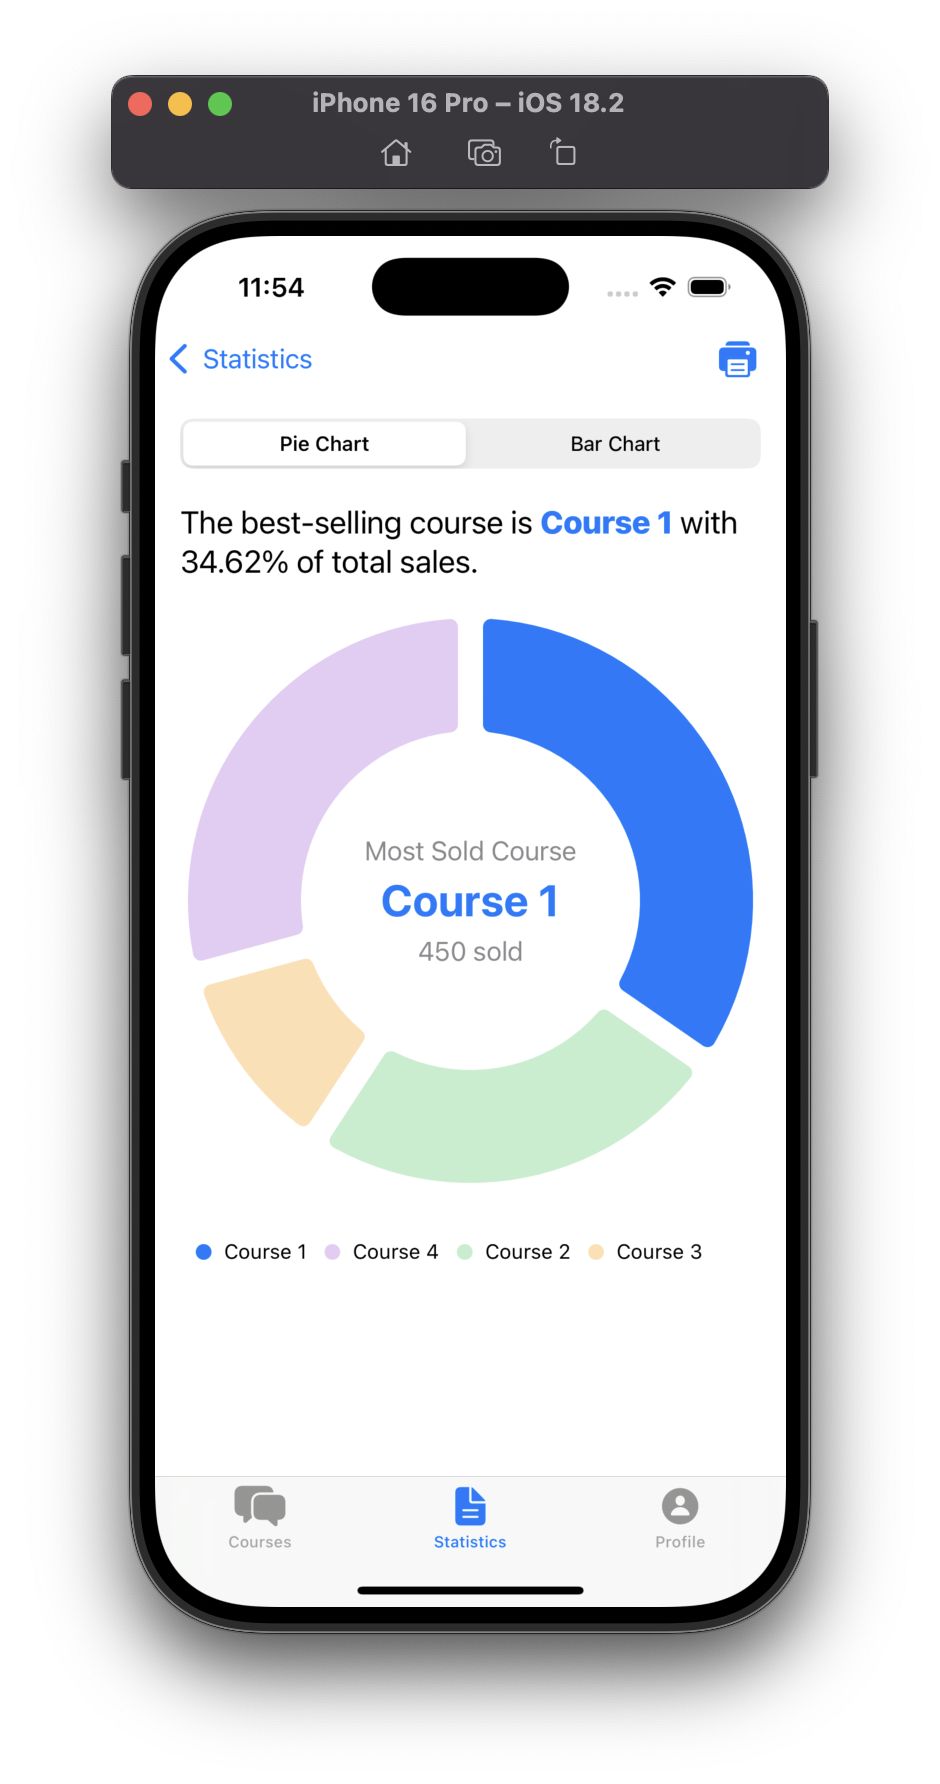 iPhone 16 Pro – iOS 18.2
11:54
Statistics
Pie Chart
Bar Chart
The best-selling course is Course 1 with
34.62% of total sales.
Most Sold Course
Course 1
450 sold
Course 1
Course 4
Course 2
Course 3
Courses
Statistics
Profile